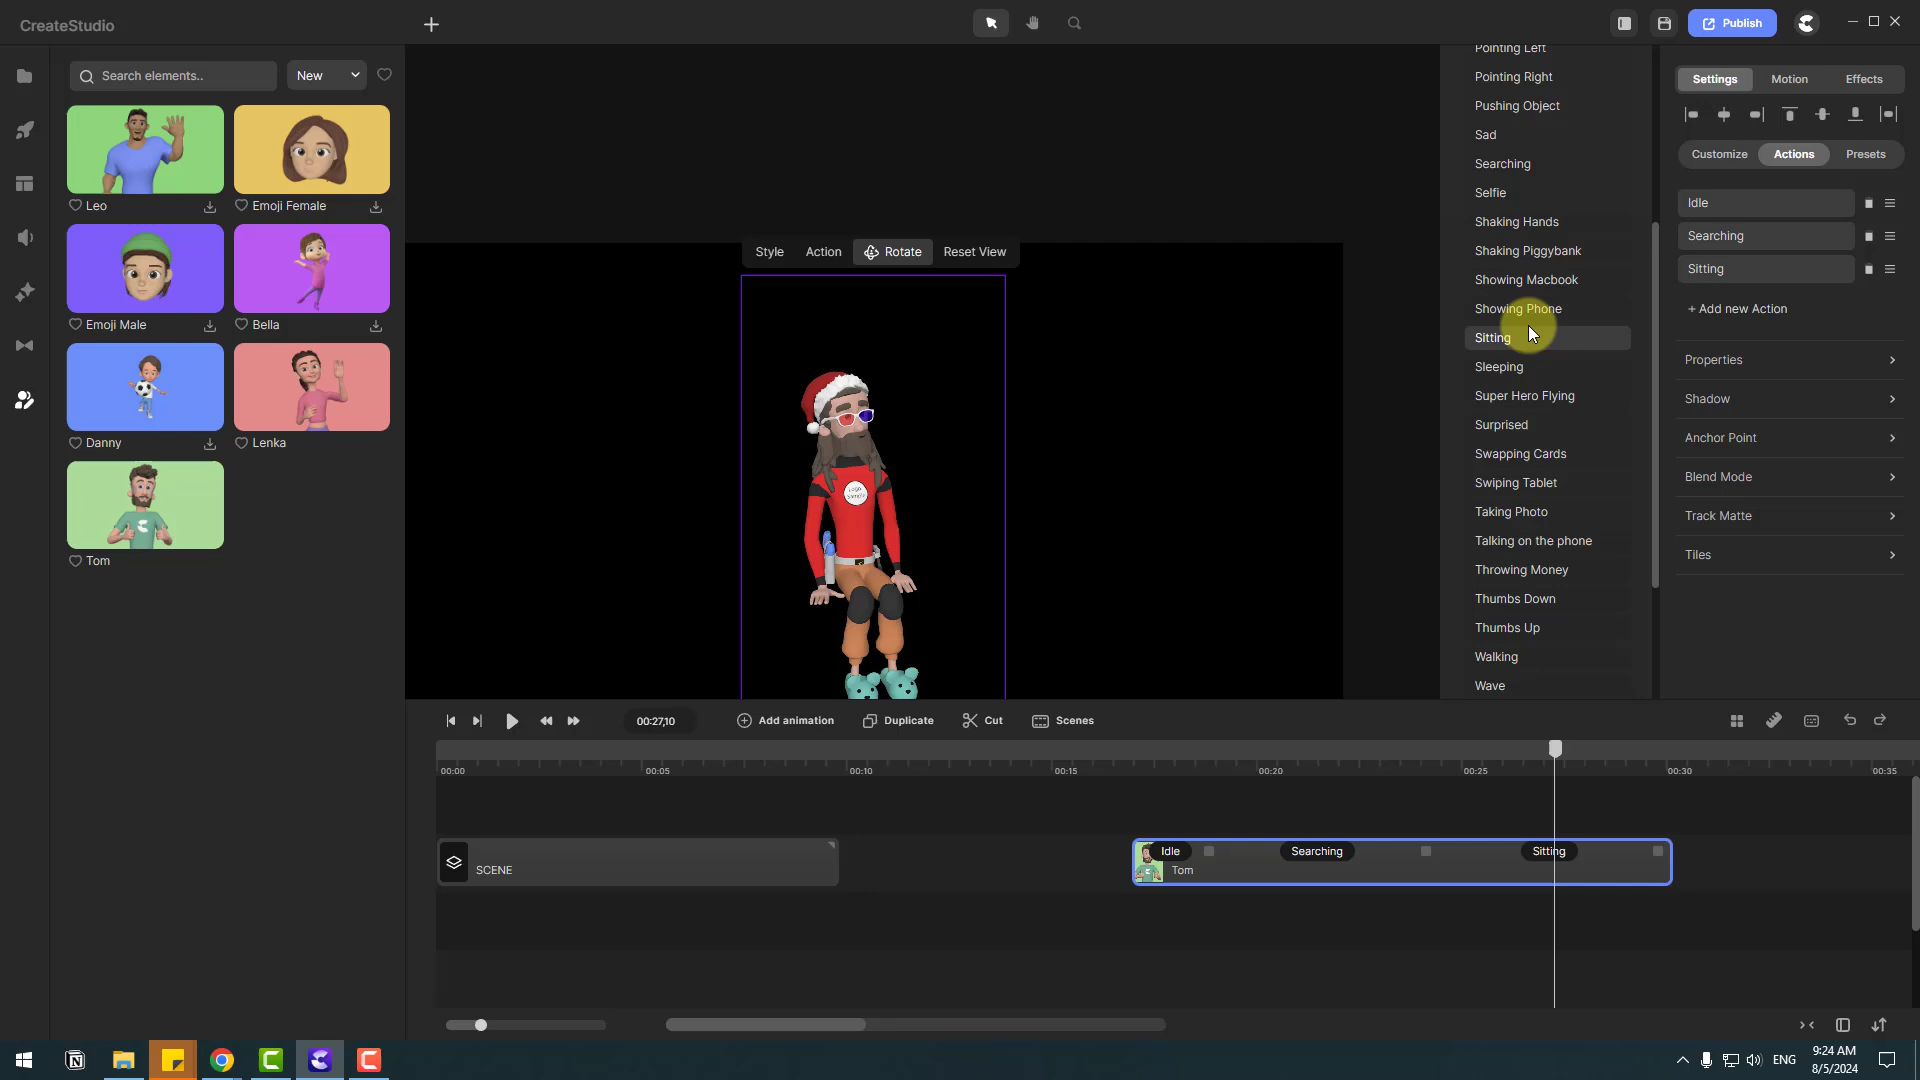 CreateStudio
Publish
Search elements..
New
Leo
Emoji Female
Emoji Male
Bella
Danny
Lenka
Tom
Style
Action
Rotate
Reset View
Logo
Sample
Pointing Left
Pointing Right
Pushing Object
Sad
Searching
Selfie
Shaking Hands
Shaking Piggybank
Showing Macbook
Showing Phone
Sitting
Sleeping
Super Hero Flying
Surprised
Swapping Cards
Swiping Tablet
Taking Photo
Talking on the phone
Throwing Money
Thumbs Down
Thumbs Up
Walking
Wave
Settings
Motion
Effects
Customize
Actions
Presets
Idle
Searching
Sitting
+ Add new Action
Properties
Shadow
Anchor Point
Blend Mode
Track Matte
Tiles
00:27,10
Add animation
Duplicate
Cut
Scenes
00:00
00:05
00:10
00:15
00:20
00:25
00:30
00:35
SCENE
Idle
Searching
Sitting
Tom
ENG
9:24 AM
8/5/2024